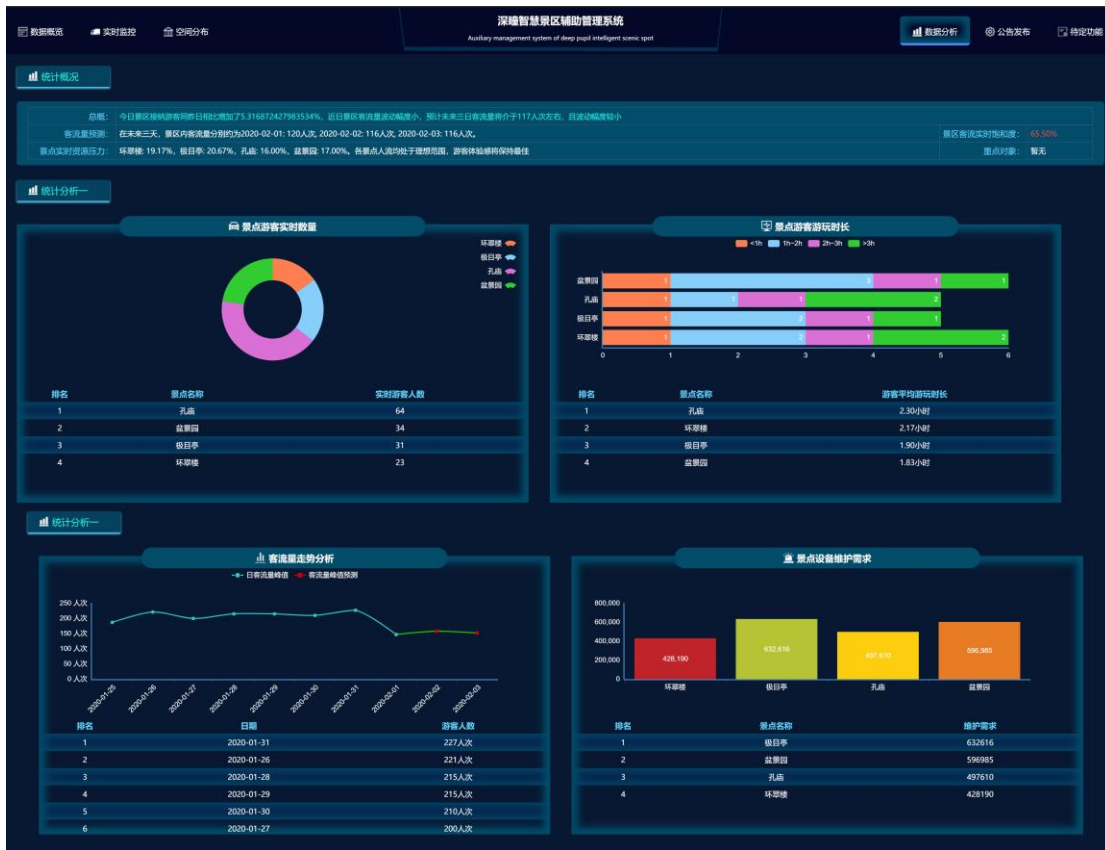 深瞳智慧景区辅助管理系统
Auxiliary management system of deep pupil intelligent scenic spot
数据概览 实时监控 空间分布 数据分析 公告发布 待定功能
统计概况
总概: 今日景区接纳游客同昨日相比增加了5.316872427983534%，近日景区客流量波动幅度小，预计未来三日客流量将介于117人次左右，且波动幅度较小
客流量预测: 在未来三天，景区内客流量分别约为2020-02-01: 120人次, 2020-02-02: 116人次, 2020-02-03: 116人次, 景区客流实时饱和度: 65.50%
景点实时资源压力: 环翠楼: 19.17%，极目亭: 20.67%，孔庙: 16.00%，盆景园: 17.00%。各景点人流均处于理想范围，游客体验感将保持最佳 重点对象: 暂无
统计分析一
景点游客实时数量
环翠楼
极目亭
孔庙
盆景园
排名 景点名称 实时游客人数
1 孔庙 64
2 盆景园 34
3 极目亭 31
4 环翠楼 23
景点游客游玩时长
<1h 1h~2h 2h~3h >3h
盆景园 1 3 1 1
孔庙 1 1 1 2
极目亭 1 2 1 1
环翠楼 1 2 1 2
0 1 2 3 4 5 6
排名 景点名称 游客平均游玩时长
1 孔庙 2.30小时
2 环翠楼 2.17小时
3 极目亭 1.90小时
4 盆景园 1.83小时
统计分析一
客流量走势分析
日客流量峰值 客流量峰值预测
250 人次
200 人次
150 人次
100 人次
50 人次
0 人次
2020-01-25 2020-01-26 2020-01-27 2020-01-28 2020-01-29 2020-01-30 2020-01-31 2020-02-01 2020-02-02 2020-02-03
排名 日期 游客人数
1 2020-01-31 227人次
2 2020-01-26 221人次
3 2020-01-28 215人次
4 2020-01-29 215人次
5 2020-01-30 210人次
6 2020-01-27 200人次
景点设备维护需求
800,000
600,000
400,000
200,000
0
428,190 632,616 497,610 596,985
环翠楼 极目亭 孔庙 盆景园
排名 景点名称 维护需求
1 极目亭 632616
2 盆景园 596985
3 孔庙 497610
4 环翠楼 428190